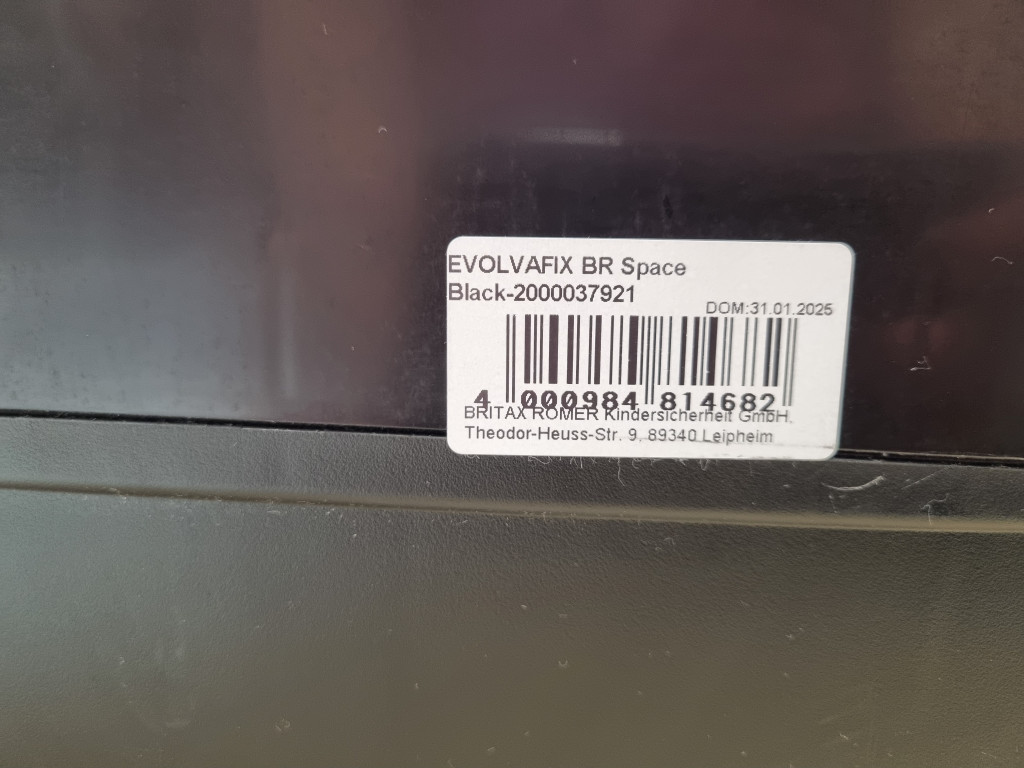 EVOLVAFIX BR Space
Black-2000037921
DOM:31.01.2025
4 000984 814682
BRITAX RÖMER Kindersicherheit GmbH,
Theodor-Heuss-Str. 9, 89340 Leipheim